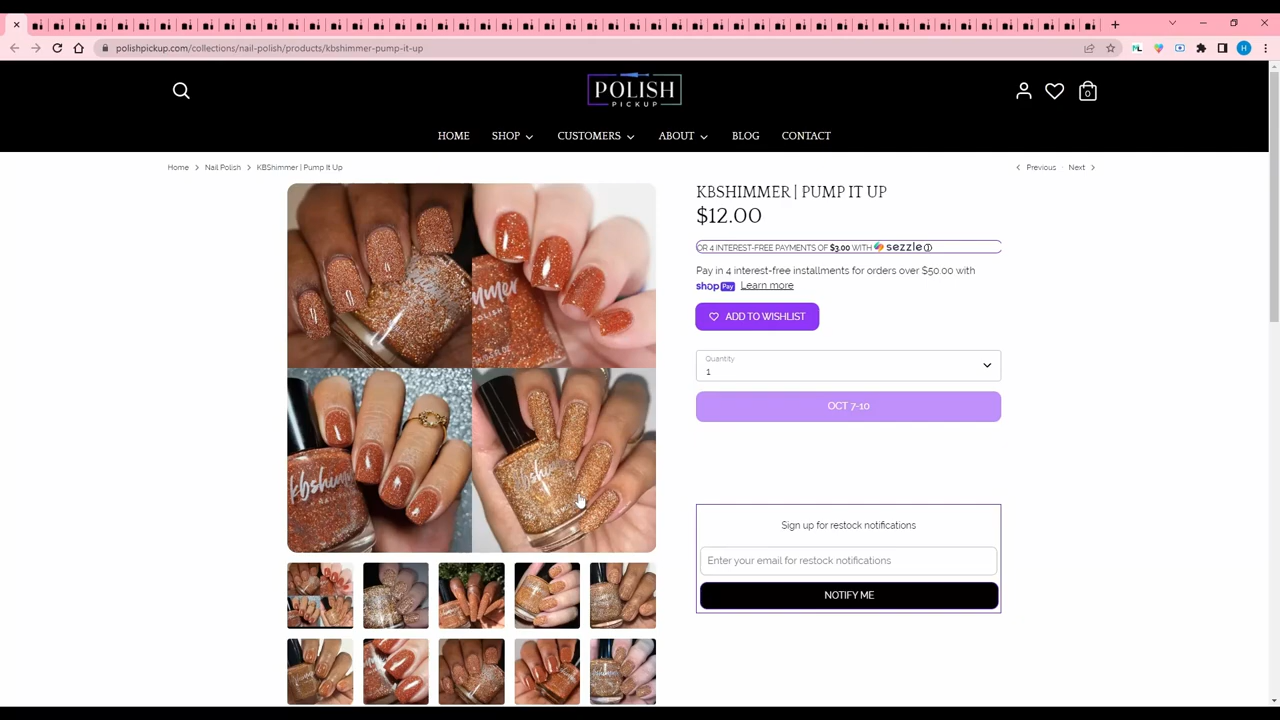 polishpickup.com/collections/nail-polish/products/kbshimmer-pump-it-up
POLISH
PICKUP
0
HOME
SHOP
CUSTOMERS
ABOUT
BLOG
CONTACT
Home > Nail Polish > KBShimmer | Pump It Up
< Previous · Next >
KBSHIMMER | PUMP IT UP
$12.00
OR 4 INTEREST-FREE PAYMENTS OF $3.00 WITH sezzle
Pay in 4 interest-free installments for orders over $50.00 with
shop Pay Learn more
ADD TO WISHLIST
Quantity
1
OCT 7-10
Sign up for restock notifications
Enter your email for restock notifications
NOTIFY ME